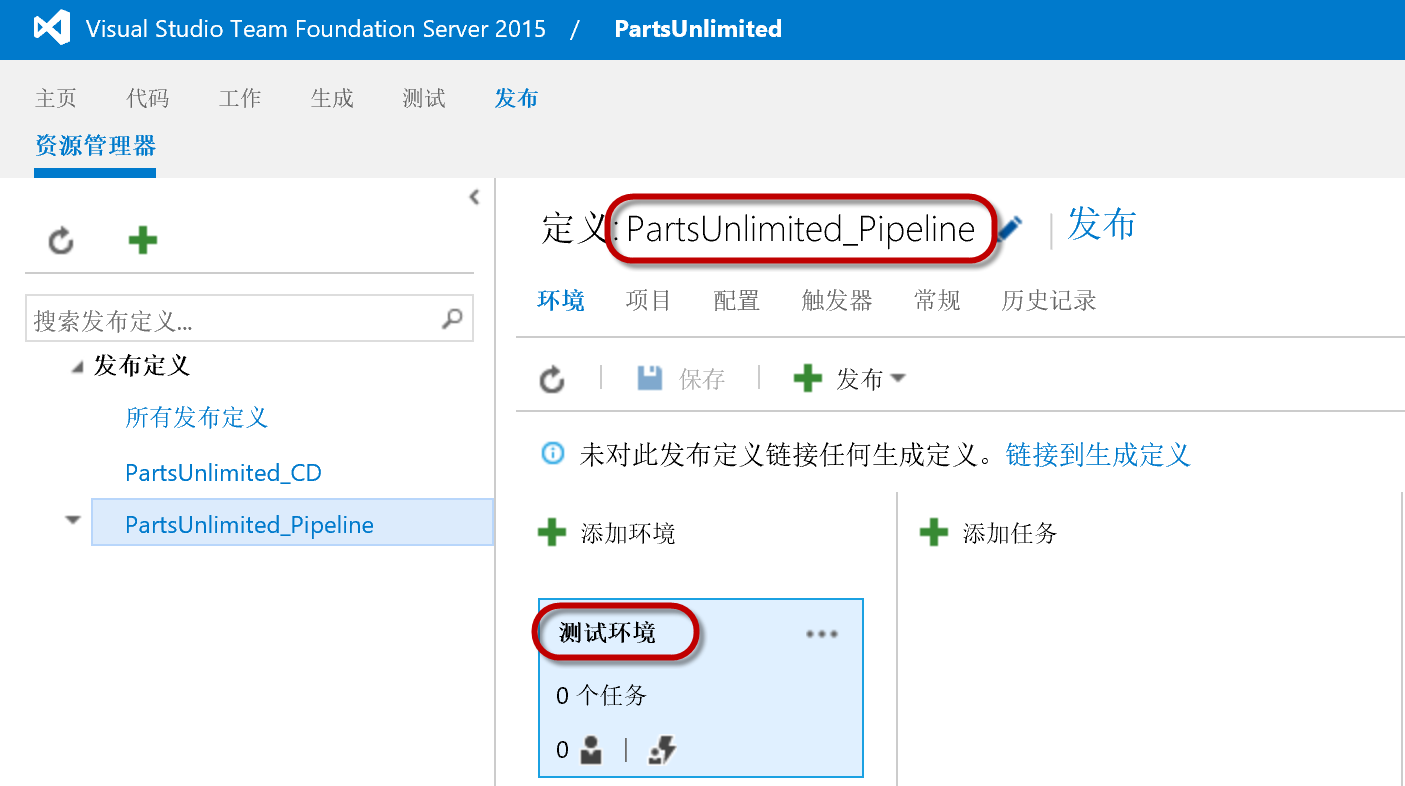 Visual Studio Team Foundation Server 2015 / PartsUnlimited
主页 代码 工作 生成 测试 发布
资源管理器
搜索发布定义...
发布定义
所有发布定义
PartsUnlimited_CD
PartsUnlimited_Pipeline
定义: PartsUnlimited_Pipeline | 发布
环境 项目 配置 触发器 常规 历史记录
保存 发布
未对此发布定义链接任何生成定义。链接到生成定义
添加环境 添加任务
测试环境
0 个任务
0